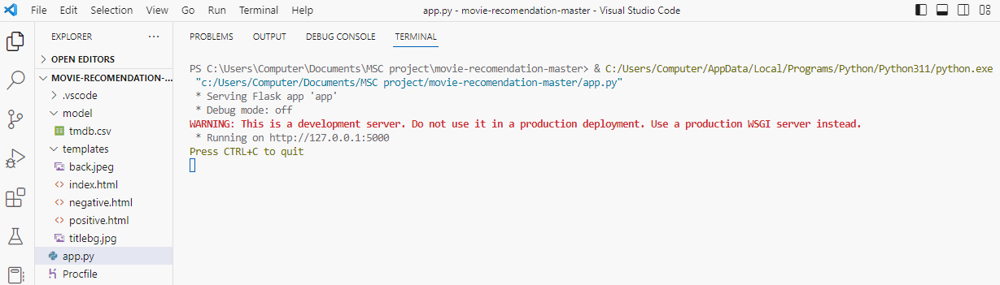 File Edit Selection View Go Run Terminal Help
app.py - movie-recomendation-master - Visual Studio Code
EXPLORER
OPEN EDITORS
MOVIE-RECOMENDATION-...
.vscode
model
tmdb.csv
templates
back.jpeg
index.html
negative.html
positive.html
titlebg.jpg
app.py
Procfile
PROBLEMS OUTPUT DEBUG CONSOLE TERMINAL
PS C:\Users\Computer\Documents\MSC project\movie-recomendation-master> & C:/Users/Computer/AppData/Local/Programs/Python/Python311/python.exe
"c:/Users/Computer/Documents/MSC project/movie-recomendation-master/app.py"
* Serving Flask app 'app'
* Debug mode: off
WARNING: This is a development server. Do not use it in a production deployment. Use a production WSGI server instead.
* Running on http://127.0.0.1:5000
Press CTRL+C to quit